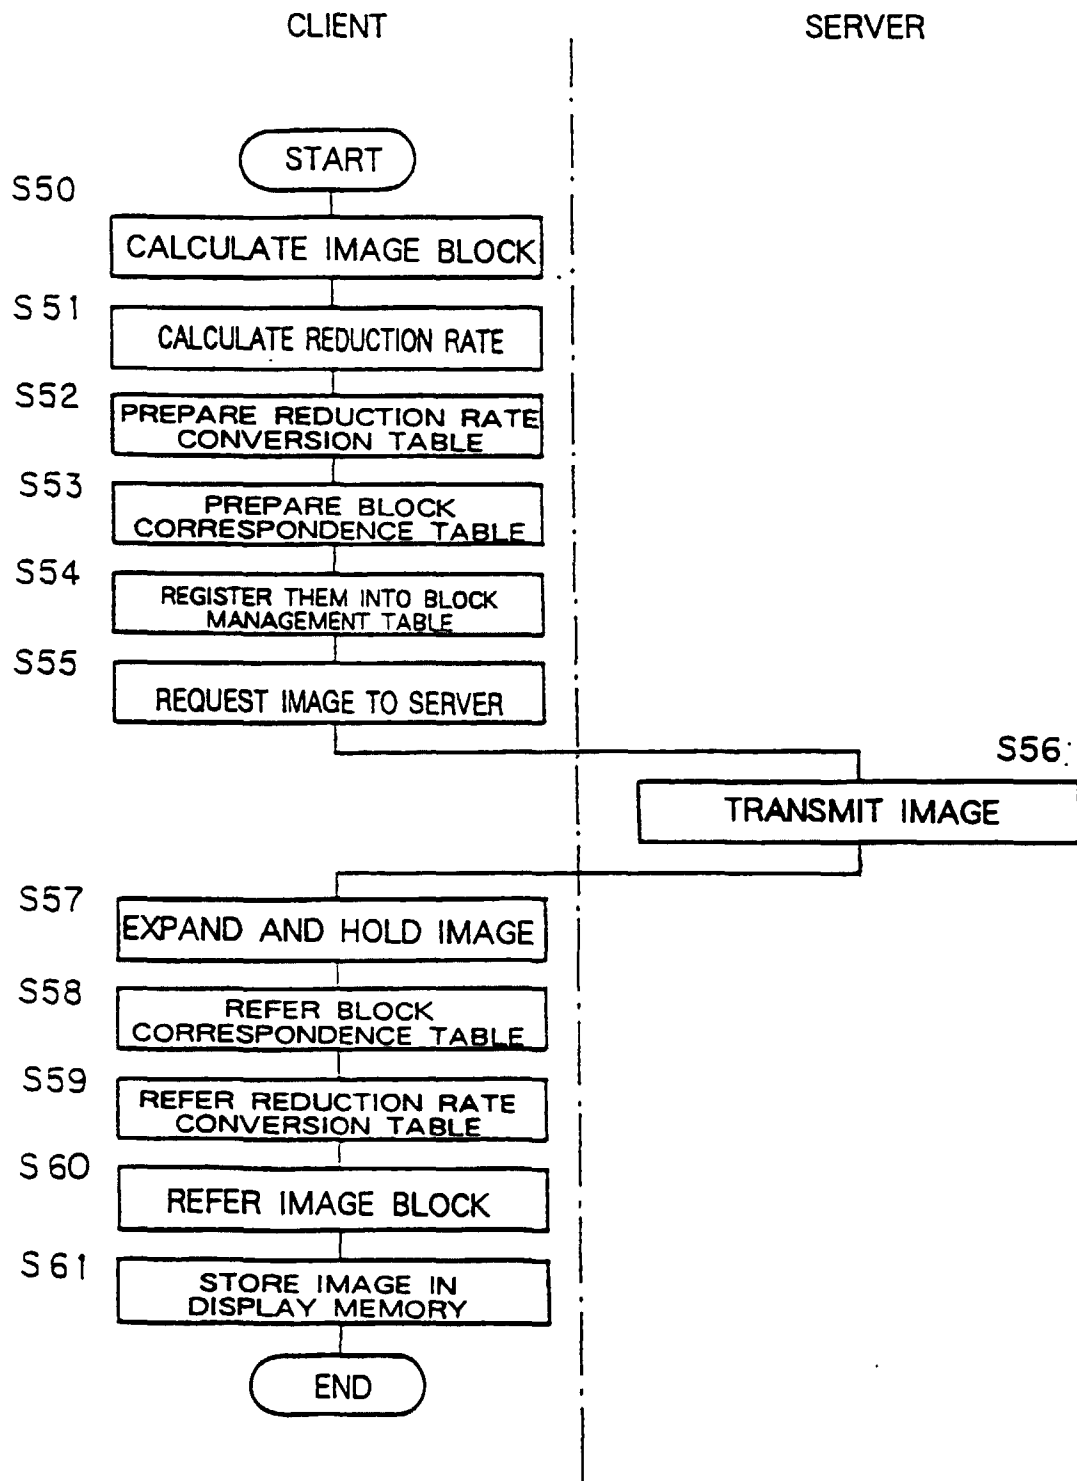 CLIENT
SERVER
START
S50
CALCULATE IMAGE BLOCK
S51
CALCULATE REDUCTION RATE
S52
PREPARE REDUCTION RATE
CONVERSION TABLE
S53
PREPARE BLOCK
CORRESPONDENCE TABLE
S54
REGISTER THEM INTO BLOCK
MANAGEMENT TABLE
S55
REQUEST IMAGE TO SERVER
S56
TRANSMIT IMAGE
S57
EXPAND AND HOLD IMAGE
S58
REFER BLOCK
CORRESPONDENCE TABLE
S59
REFER REDUCTION RATE
CONVERSION TABLE
S60
REFER IMAGE BLOCK
S61
STORE IMAGE IN
DISPLAY MEMORY
END